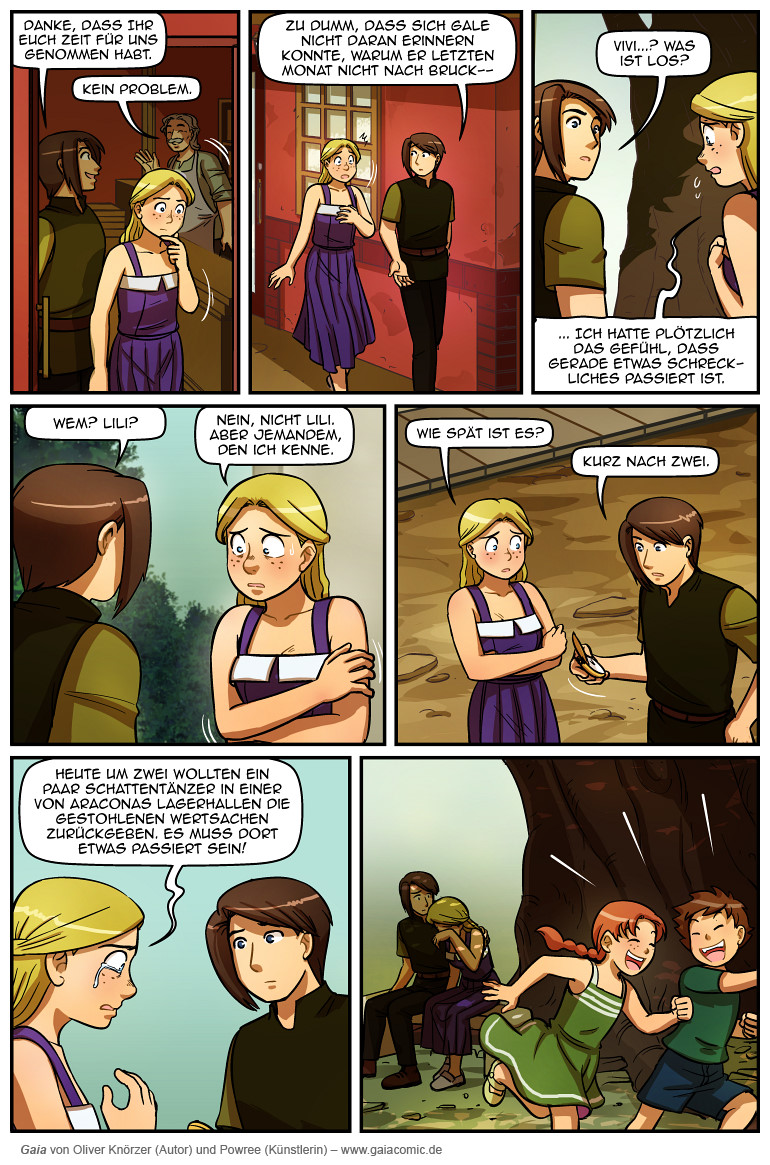 DANKE, DASS IHR
EUCH ZEIT FÜR UNS
GENOMMEN HABT.
KEIN PROBLEM.
ZU DUMM, DASS SICH GALE
NICHT DARAN ERINNERN
KONNTE, WARUM ER LETZTEN
MONAT NICHT NACH BRUCK--
VIVI...? WAS
IST LOS?
... ICH HATTE PLÖTZLICH
DAS GEFÜHL, DASS
GERADE ETWAS SCHRECK-
LICHES PASSIERT IST.
WEM? LILI?
NEIN, NICHT LILI.
ABER JEMANDEM,
DEN ICH KENNE.
WIE SPÄT IST ES?
KURZ NACH ZWEI.
HEUTE UM ZWEI WOLLTEN EIN
PAAR SCHATTENTÄNZER IN EINER
VON ARACONAS LAGERHALLEN DIE
GESTOHLENEN WERTSACHEN
ZURÜCKGEBEN. ES MUSS DORT
ETWAS PASSIERT SEIN!
Gaia von Oliver Knörzer (Autor) und Powree (Künstlerin) – www.gaiacomic.de